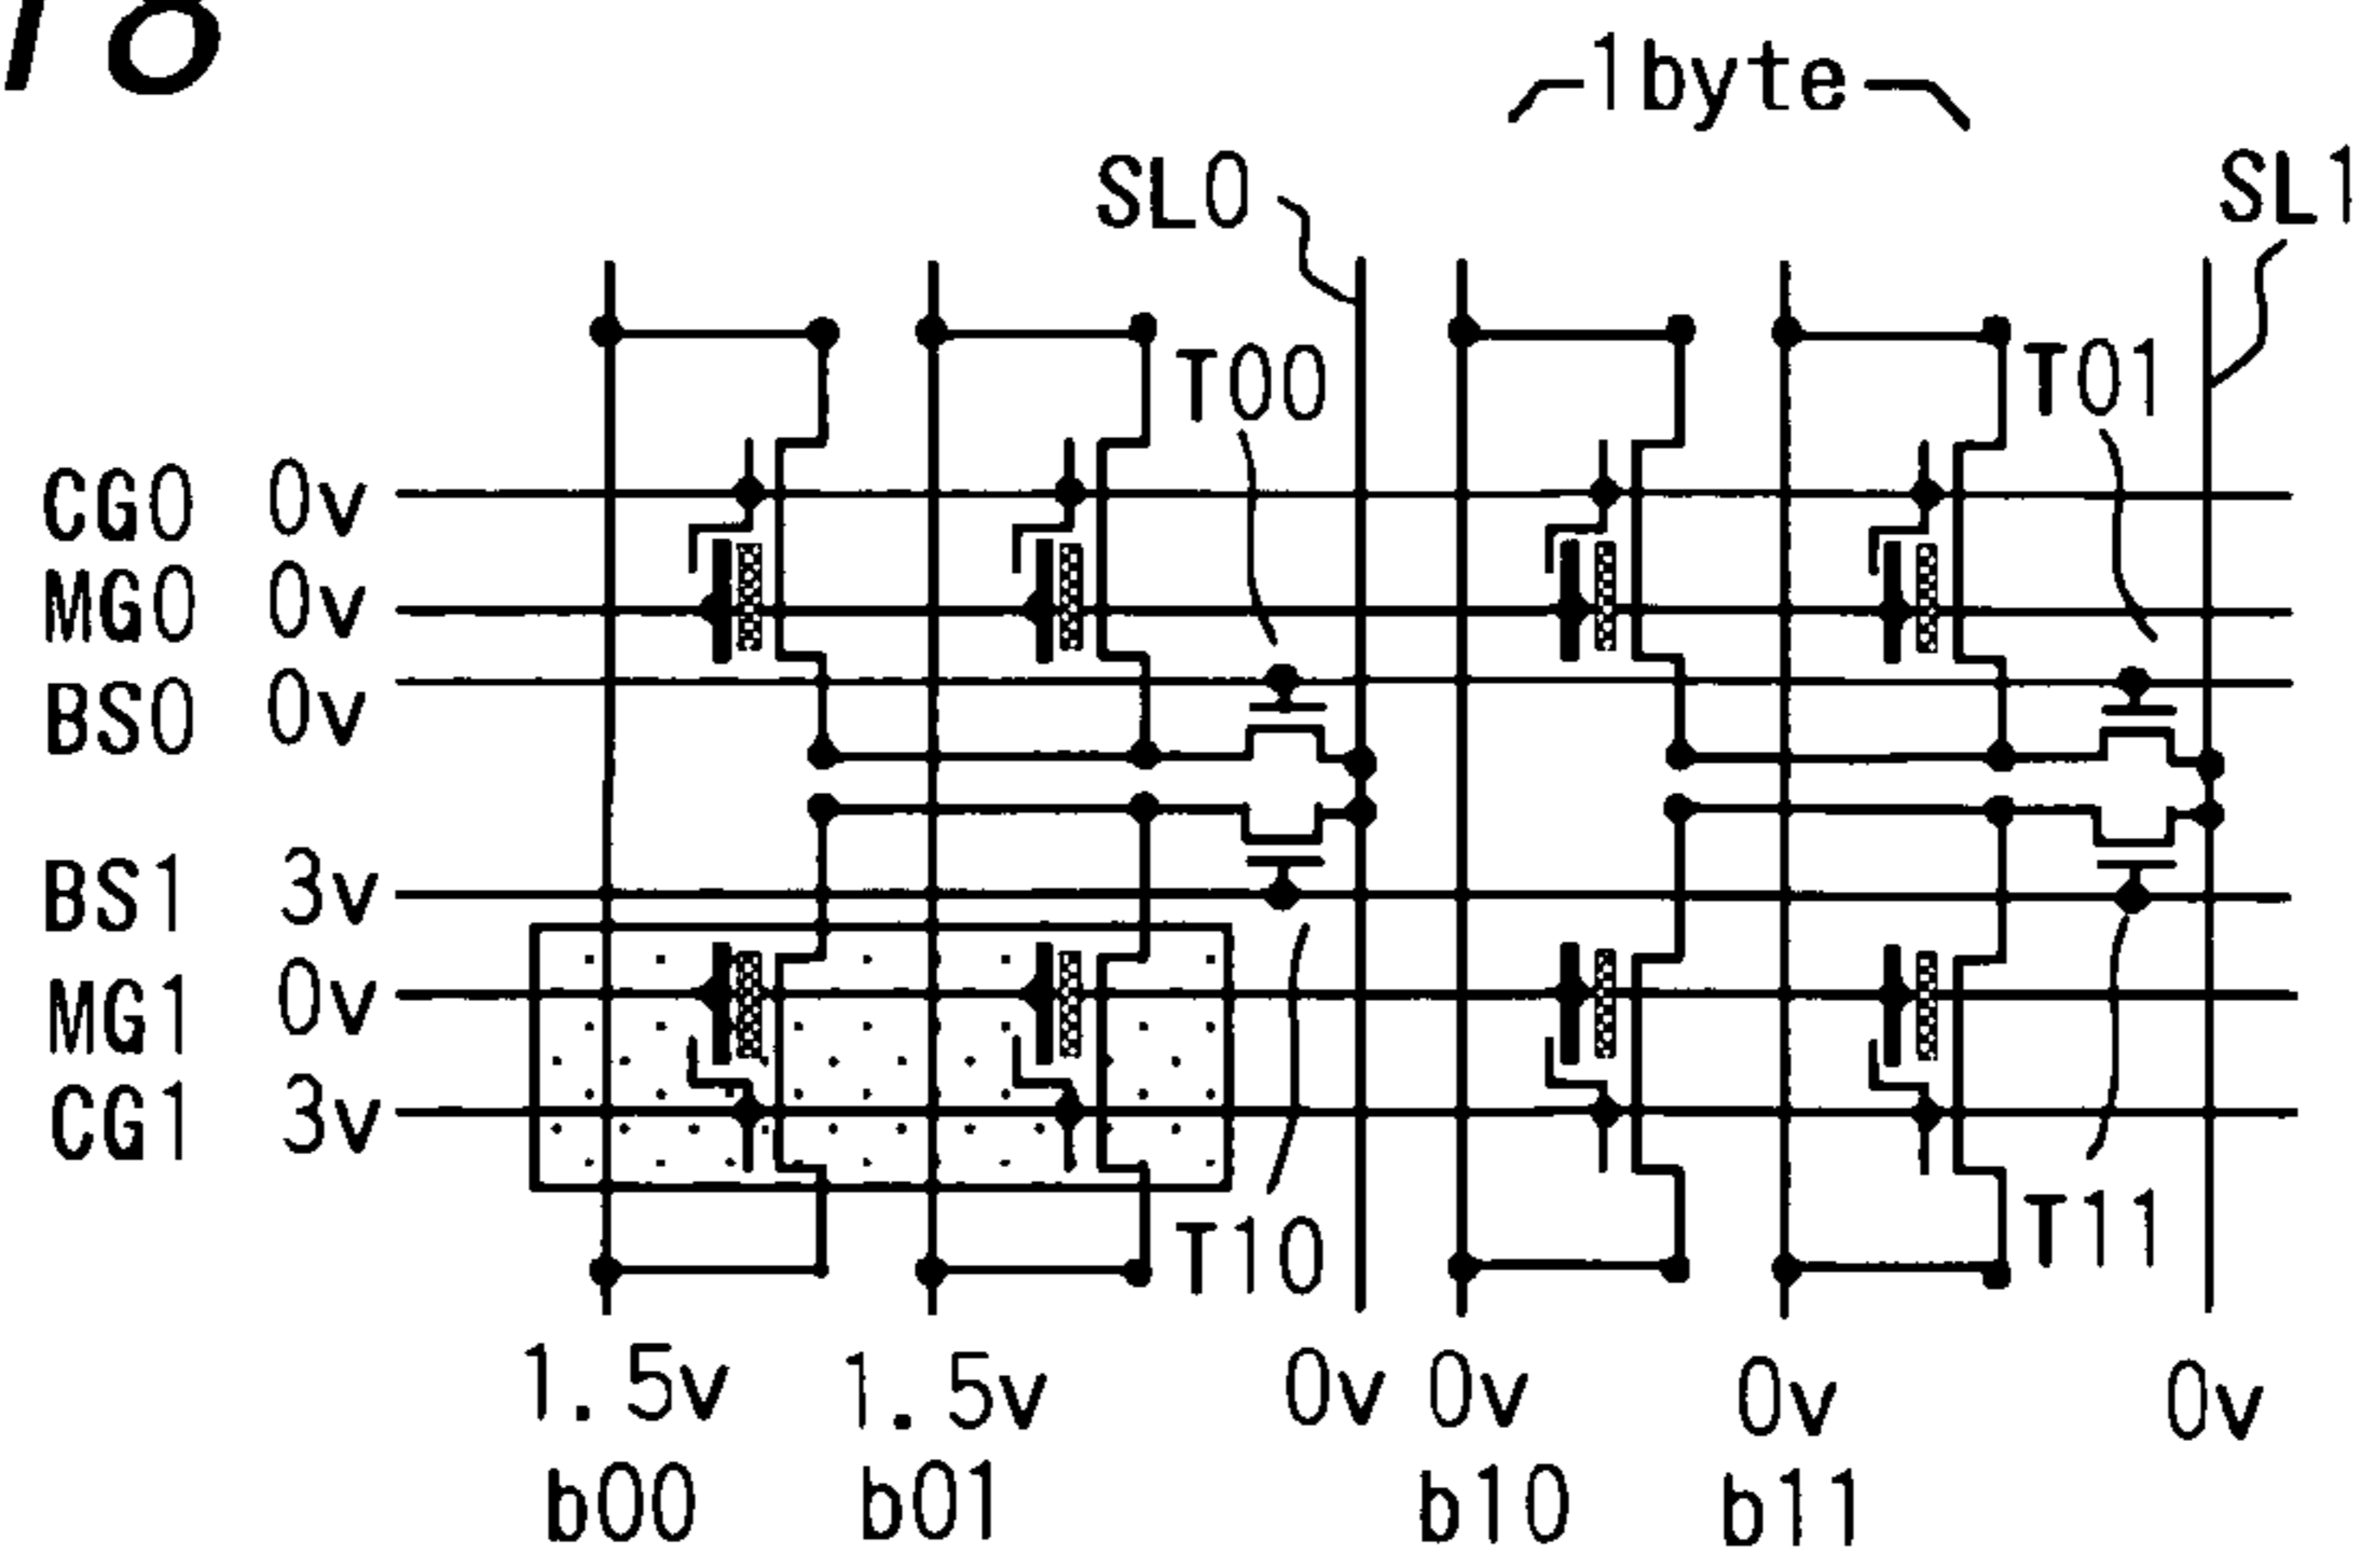 1byte
SL0
SL1
T00
T01
CG0 0v
MG0 0v
BS0 0v
BS1 3v
MG1 0v
CG1 3v
T10
T11
1.5v 1.5v 0v 0v 0v 0v
b00 b01 b10 b11